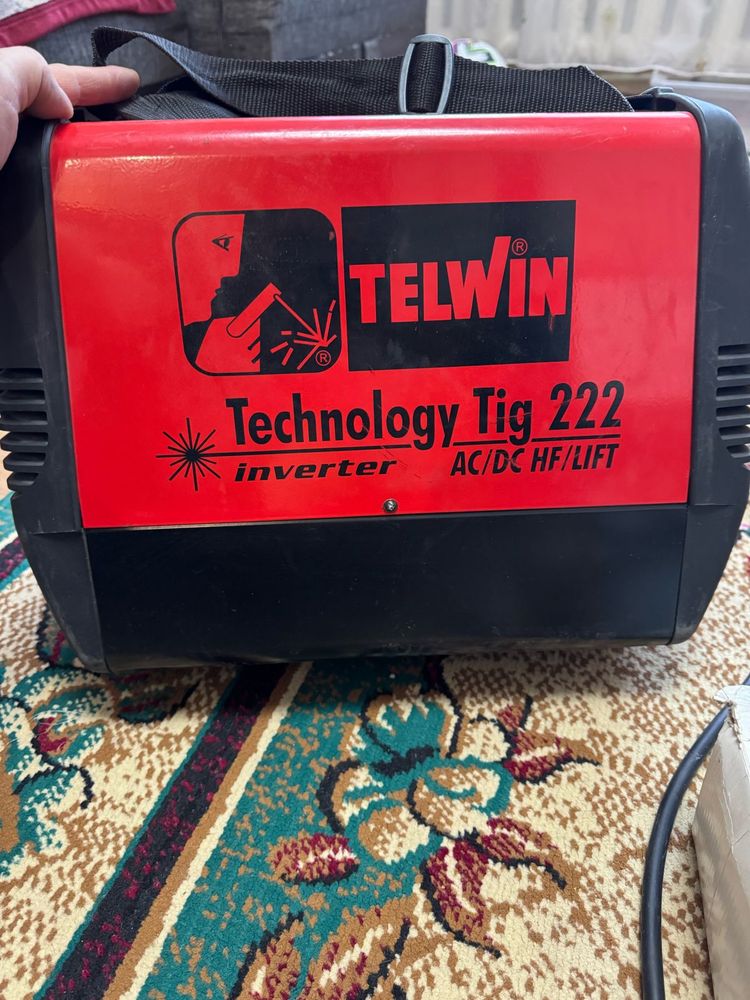 TELWIN®
®
Technology Tig 222
inverter AC/DC HF/LIFT